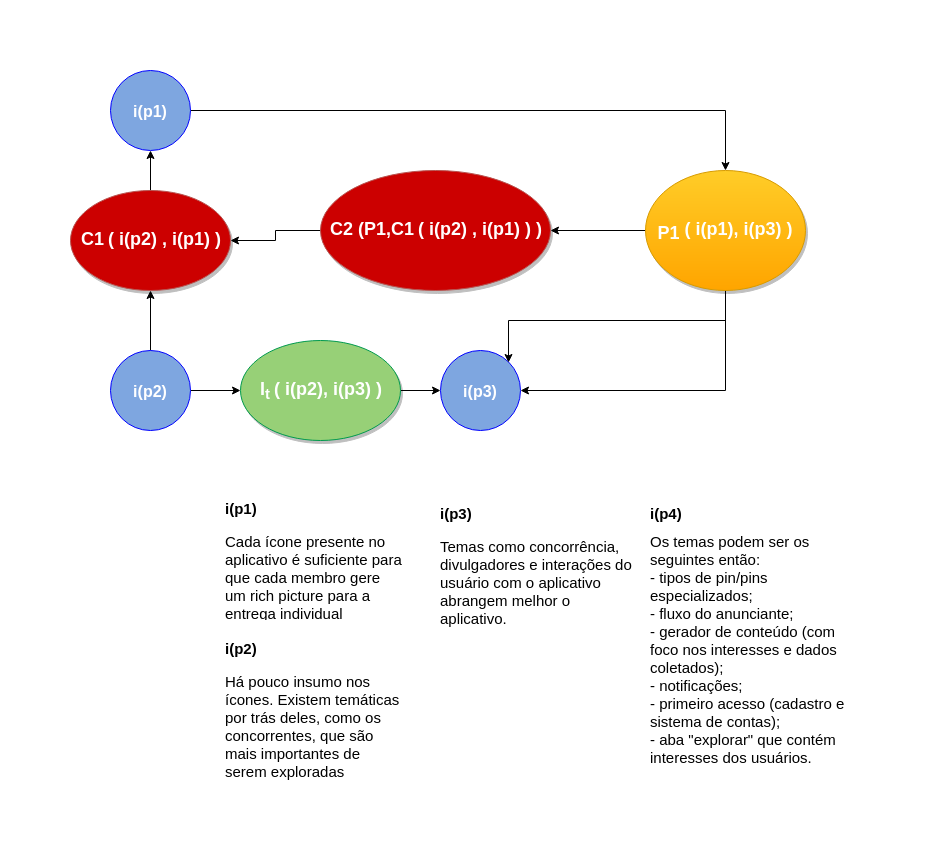 i(p1)
C1 ( i(p2) , i(p1) )
C2 (P1,C1 ( i(p2) , i(p1) ) )
P1 ( i(p1), i(p3) )
i(p2)
It ( i(p2), i(p3) )
i(p3)
i(p1)
Cada ícone presente no
aplicativo é suficiente para
que cada membro gere
um rich picture para a
entrega individual
i(p2)
Há pouco insumo nos
ícones. Existem temáticas
por trás deles, como os
concorrentes, que são
mais importantes de
serem exploradas
i(p3)
Temas como concorrência,
divulgadores e interações do
usuário com o aplicativo
abrangem melhor o
aplicativo.
i(p4)
Os temas podem ser os
seguintes então:
- tipos de pin/pins
especializados;
- fluxo do anunciante;
- gerador de conteúdo (com
foco nos interesses e dados
coletados);
- notificações;
- primeiro acesso (cadastro e
sistema de contas);
- aba "explorar" que contém
interesses dos usuários.